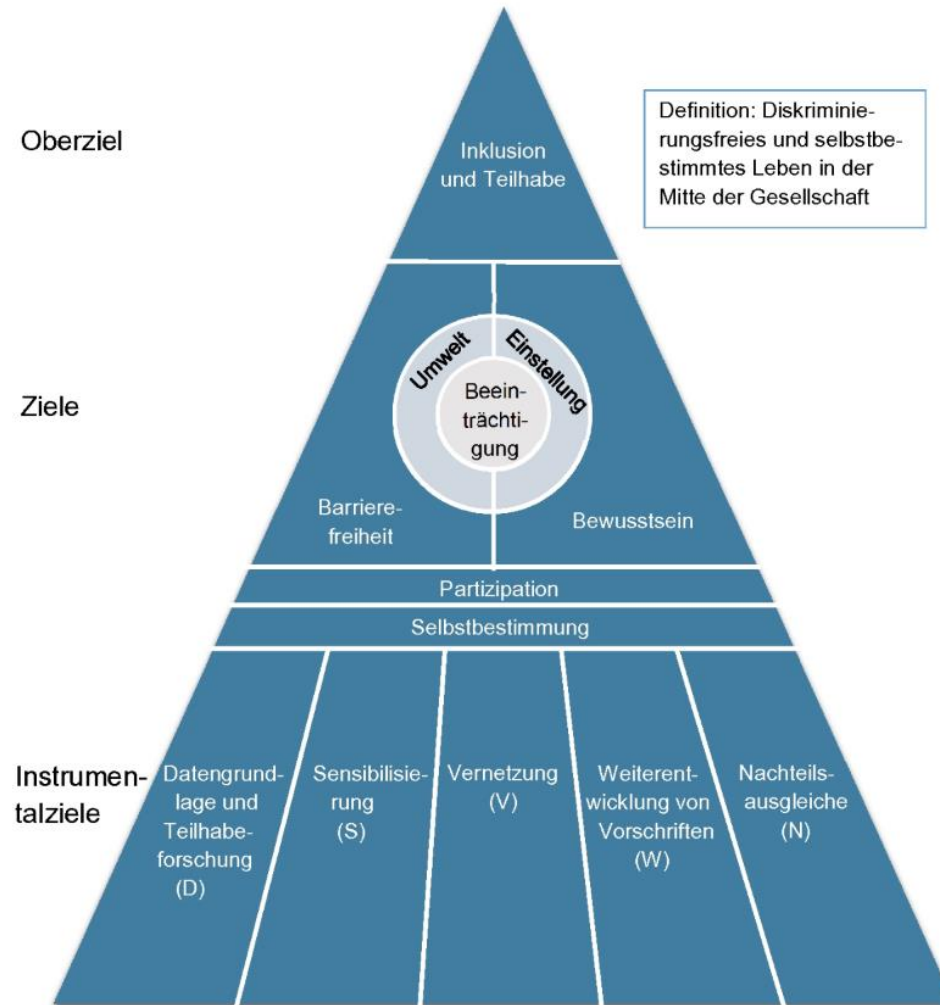 Oberziel
Inklusion
und Teilhabe
Definition: Diskriminie-
rungsfreies und selbstbe-
stimmtes Leben in der
Mitte der Gesellschaft
Ziele
Umwelt
Einstellung
Beein-
trächti-
gung
Barriere-
freiheit
Bewusstsein
Partizipation
Selbstbestimmung
Instrumen-
talziele
Datengrund-
lage und
Teilhabe-
forschung
(D)
Sensibilisie-
rung
(S)
Vernetzung
(V)
Weiterent-
wicklung von
Vorschriften
(W)
Nachteils-
ausgleiche
(N)